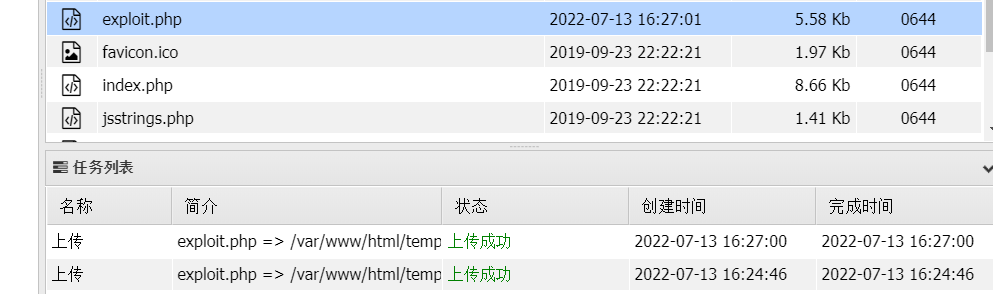 exploit.php 2022-07-13 16:27:01 5.58 Kb 0644
favicon.ico 2019-09-23 22:22:21 1.97 Kb 0644
index.php 2019-09-23 22:22:21 8.66 Kb 0644
jsstrings.php 2019-09-23 22:22:21 1.41 Kb 0644
任务列表
名称 简介 状态 创建时间 完成时间
上传 exploit.php => /var/www/html/temp 上传成功 2022-07-13 16:27:00 2022-07-13 16:27:00
上传 exploit.php => /var/www/html/temp 上传成功 2022-07-13 16:24:46 2022-07-13 16:24:46